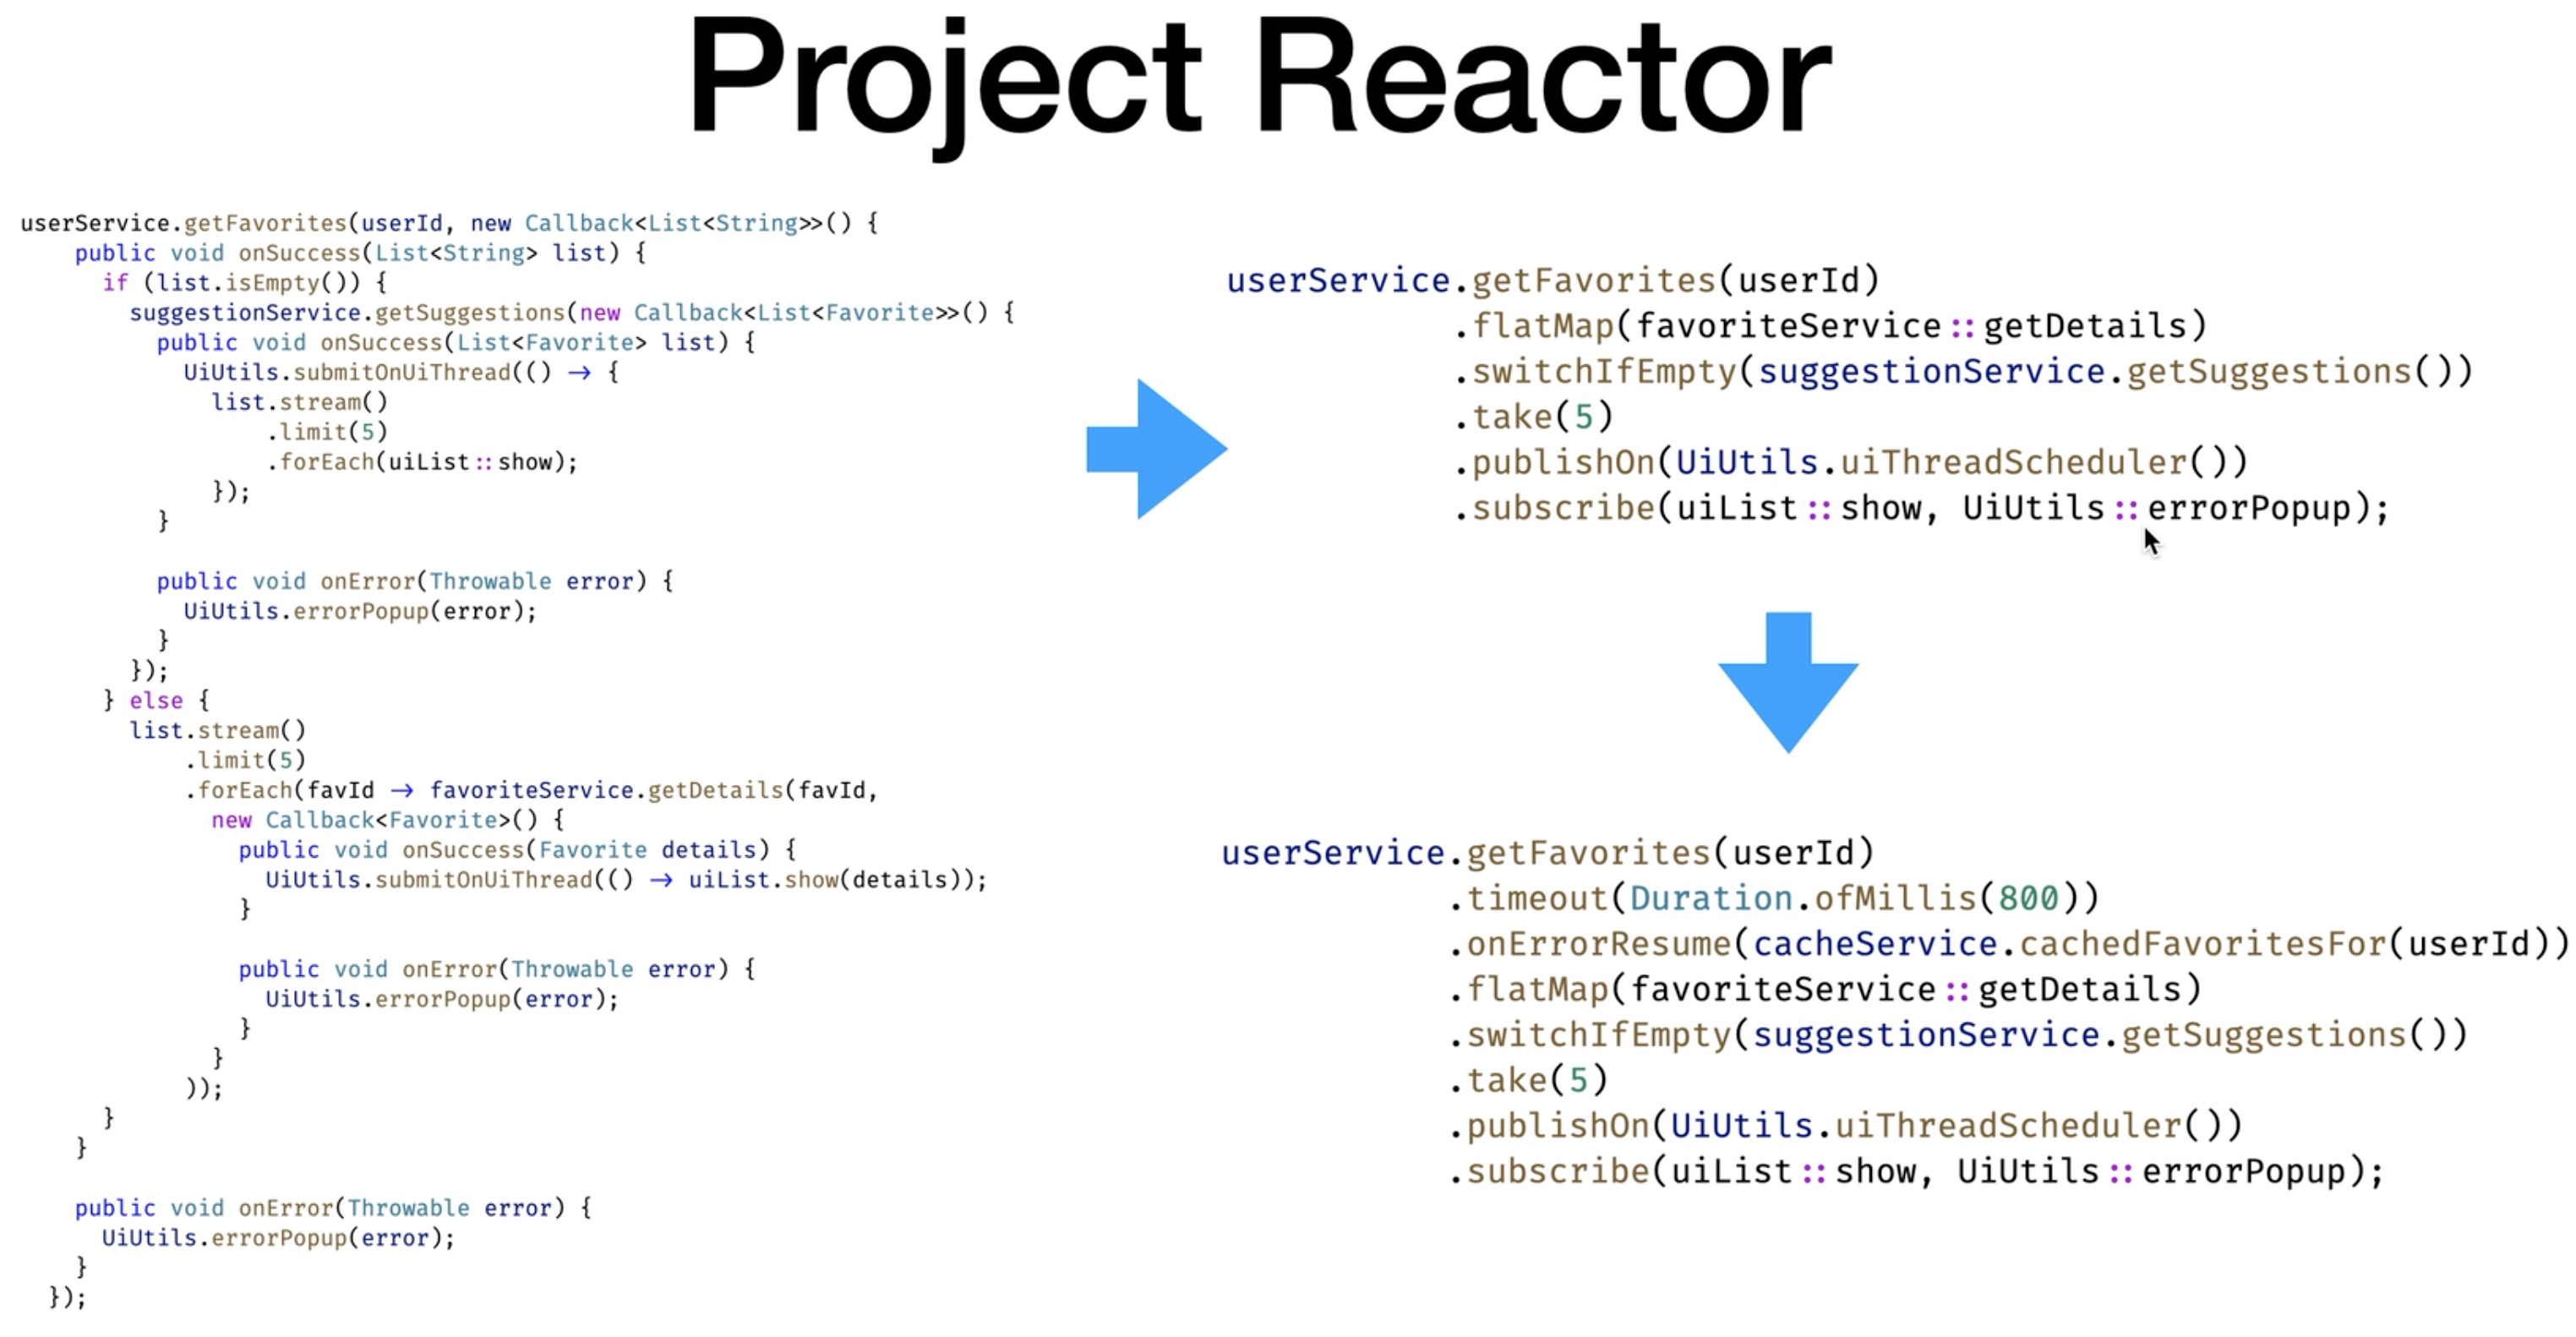 Project Reactor
userService.getFavorites(userId, new Callback<List<String>>() {
    public void onSuccess(List<String> list) {
      if (list.isEmpty()) {
        suggestionService.getSuggestions(new Callback<List<Favorite>>() {
          public void onSuccess(List<Favorite> list) {
            UiUtils.submitOnUiThread(() → {
              list.stream()
                  .limit(5)
                  .forEach(uiList::show);
              });
          }
          public void onError(Throwable error) {
            UiUtils.errorPopup(error);
          }
        });
      } else {
        list.stream()
            .limit(5)
            .forEach(favId → favoriteService.getDetails(favId,
              new Callback<Favorite>() {
                public void onSuccess(Favorite details) {
                  UiUtils.submitOnUiThread(() → uiList.show(details));
                }
                public void onError(Throwable error) {
                  UiUtils.errorPopup(error);
                }
              }
            ));
      }
    }
    public void onError(Throwable error) {
      UiUtils.errorPopup(error);
    }
  });
userService.getFavorites(userId)
           .flatMap(favoriteService::getDetails)
           .switchIfEmpty(suggestionService.getSuggestions())
           .take(5)
           .publishOn(UiUtils.uiThreadScheduler())
           .subscribe(uiList::show, UiUtils::errorPopup);
userService.getFavorites(userId)
           .timeout(Duration.ofMillis(800))
           .onErrorResume(cacheService.cachedFavoritesFor(userId))
           .flatMap(favoriteService::getDetails)
           .switchIfEmpty(suggestionService.getSuggestions())
           .take(5)
           .publishOn(UiUtils.uiThreadScheduler())
           .subscribe(uiList::show, UiUtils::errorPopup);